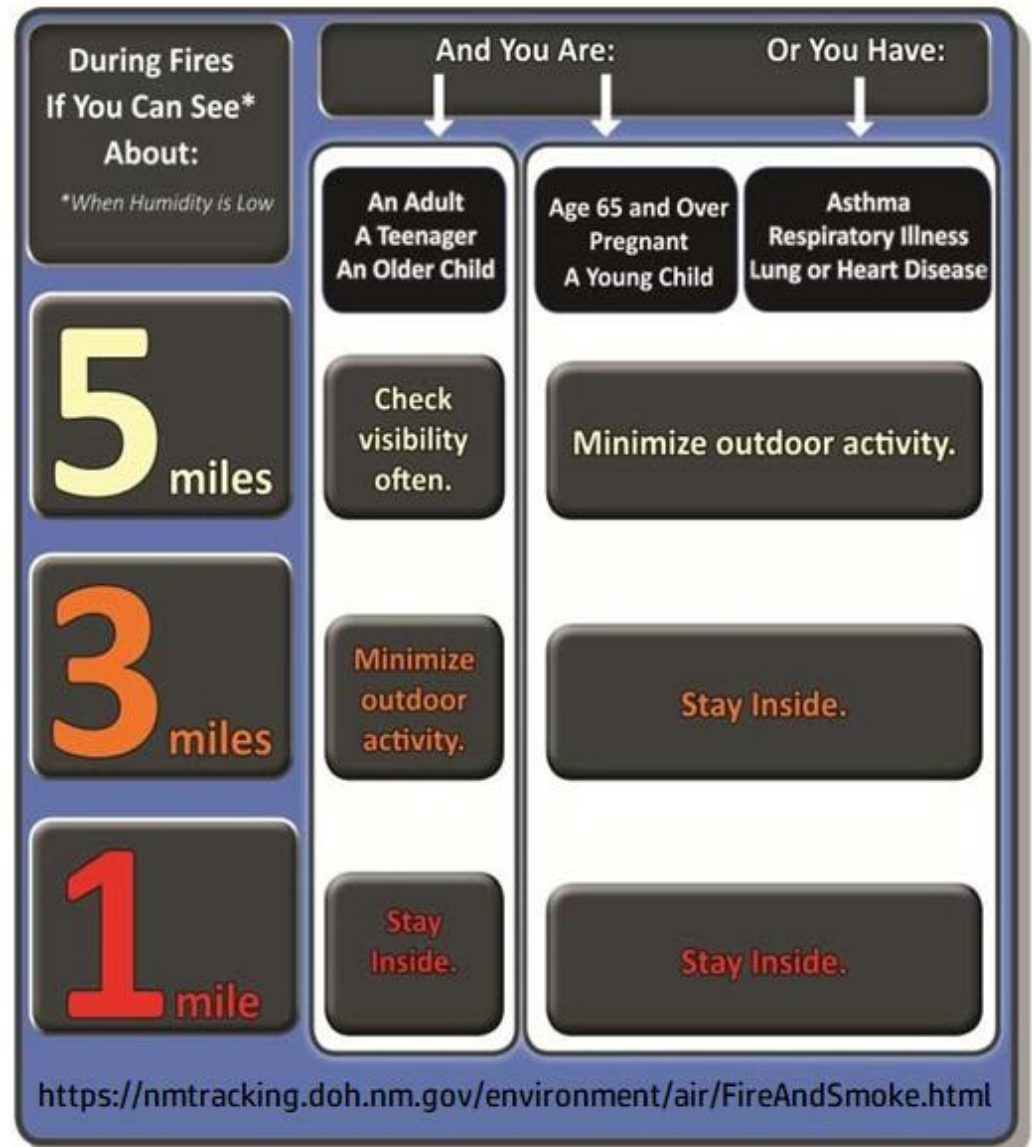 During Fires
If You Can See*
About:
*When Humidity is Low
And You Are:
Or You Have:
An Adult
A Teenager
An Older Child
Age 65 and Over
Pregnant
A Young Child
Asthma
Respiratory Illness
Lung or Heart Disease
5 miles
Check
visibility
often.
Minimize outdoor activity.
3 miles
Minimize
outdoor
activity.
Stay Inside.
1 mile
Stay
Inside.
Stay Inside.
https://nmtracking.doh.nm.gov/environment/air/FireAndSmoke.html